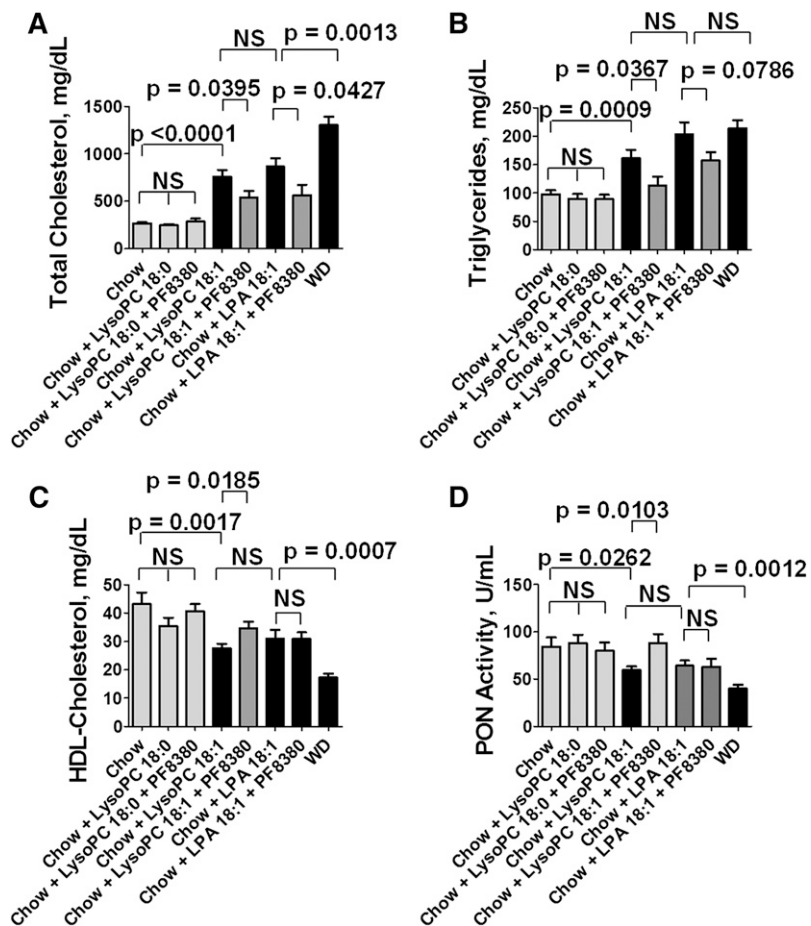 A
NS
p = 0.0013
p = 0.0395
p = 0.0427
p <0.0001
NS
Total Cholesterol, mg/dL
1500
1000
500
0
Chow
Chow + LysoPC 18:0
Chow + LysoPC 18:0 + PF8380
Chow + LysoPC 18:1
Chow + LysoPC 18:1 + PF8380
Chow + LPA 18:1
Chow + LPA 18:1 + PF8380
WD
B
NS
NS
p = 0.0367
p = 0.0786
p = 0.0009
NS
Triglycerides, mg/dL
250
200
150
100
50
0
Chow
Chow + LysoPC 18:0
Chow + LysoPC 18:0 + PF8380
Chow + LysoPC 18:1
Chow + LysoPC 18:1 + PF8380
Chow + LPA 18:1
Chow + LPA 18:1 + PF8380
WD
C
p = 0.0185
p = 0.0017
p = 0.0007
NS
NS
NS
HDL-Cholesterol, mg/dL
50
40
30
20
10
0
Chow
Chow + LysoPC 18:0
Chow + LysoPC 18:0 + PF8380
Chow + LysoPC 18:1
Chow + LysoPC 18:1 + PF8380
Chow + LPA 18:1
Chow + LPA 18:1 + PF8380
WD
D
p = 0.0103
p = 0.0262
p = 0.0012
NS
NS
NS
PON Activity, U/mL
150
100
50
0
Chow
Chow + LysoPC 18:0
Chow + LysoPC 18:0 + PF8380
Chow + LysoPC 18:1
Chow + LysoPC 18:1 + PF8380
Chow + LPA 18:1
Chow + LPA 18:1 + PF8380
WD